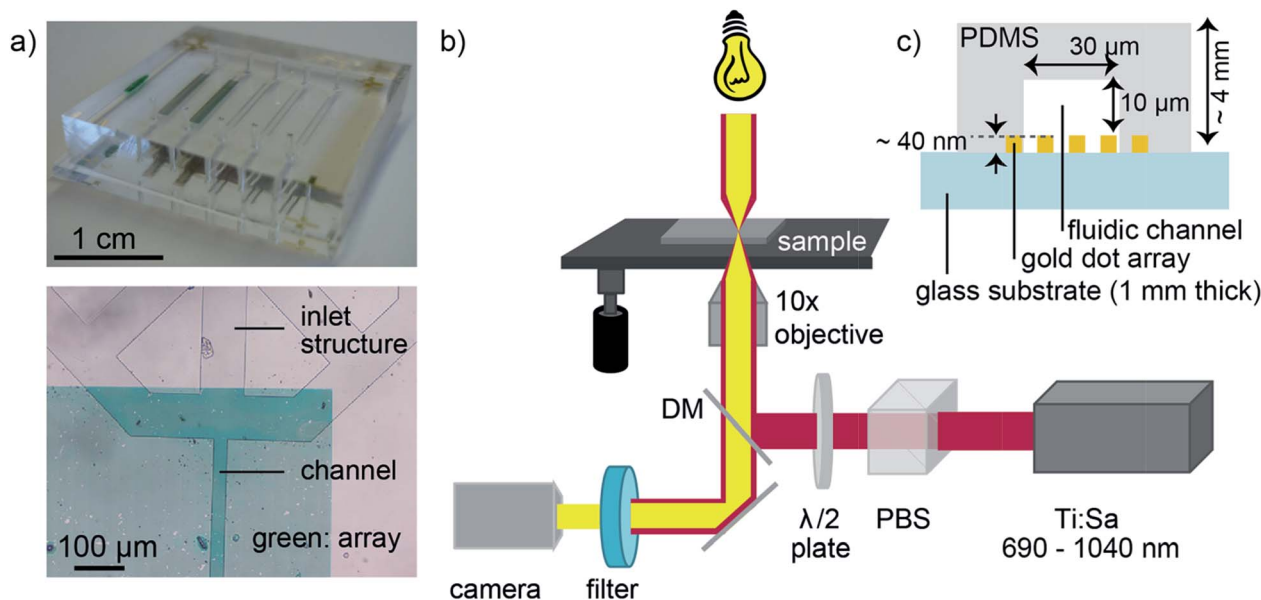 a)
1 cm
inlet
structure
channel
100 µm
green: array
b)
sample
10x
objective
DM
λ/2
plate
PBS
Ti:Sa
690 - 1040 nm
camera
filter
c)
PDMS
30 µm
10 µm
~ 4 mm
~ 40 nm
fluidic channel
gold dot array
glass substrate (1 mm thick)